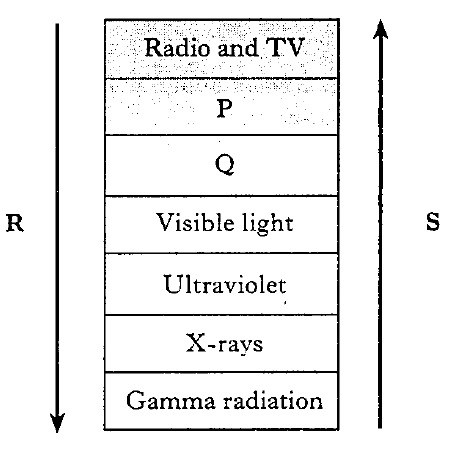 Radio and TV
P
Q
R
Visible light
S
Ultraviolet
X-rays
Gamma radiation